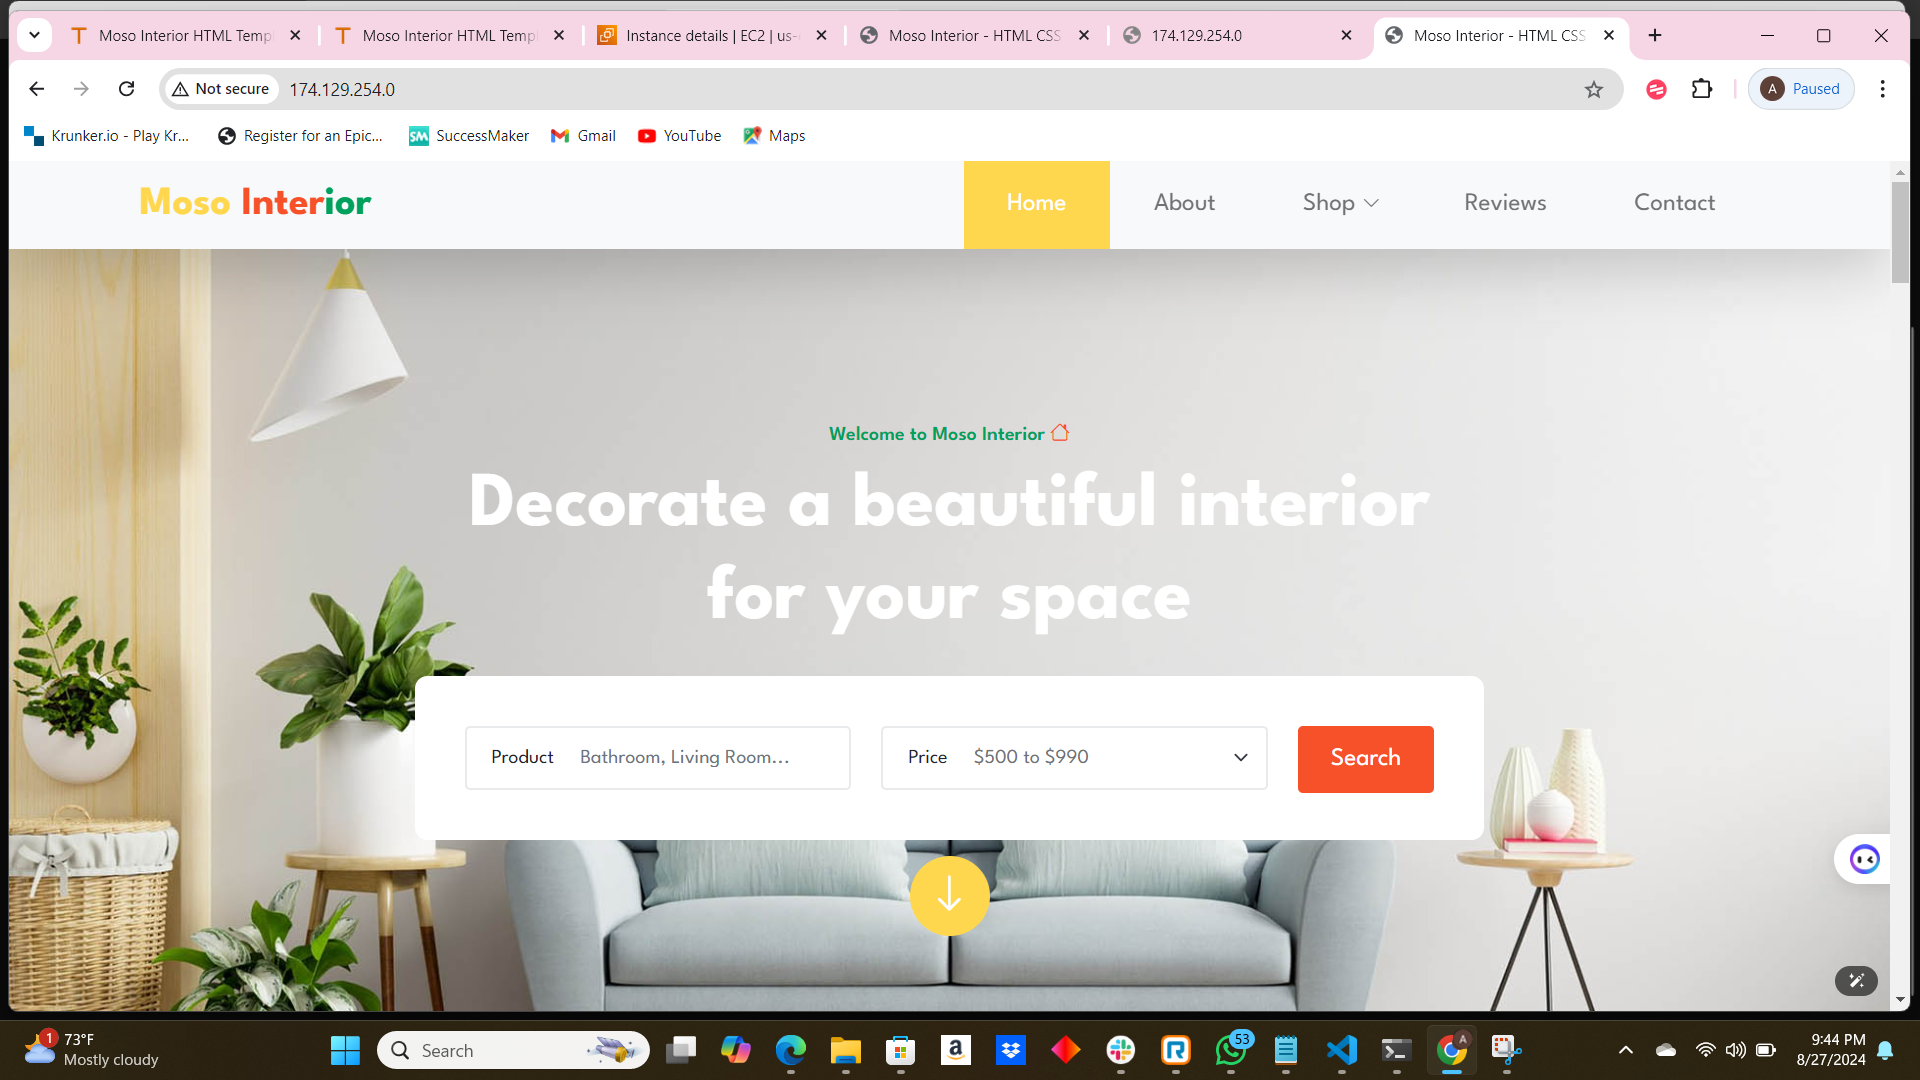 Moso Interior HTML Temp
Moso Interior HTML Temp
Instance details | EC2 | us-
Moso Interior - HTML CSS
174.129.254.0
Moso Interior - HTML CSS
Not secure
174.129.254.0
A
Paused
Krunker.io - Play Kr...
Register for an Epic...
SM
SuccessMaker
Gmail
YouTube
Maps
Moso Interior
Home
About
Shop
Reviews
Contact
Welcome to Moso Interior
Decorate a beautiful interior
for your space
Product
Bathroom, Living Room...
Price
$500 to $990
Search
1
73°F
Mostly cloudy
Search
a
R
53
A
9:44 PM
8/27/2024